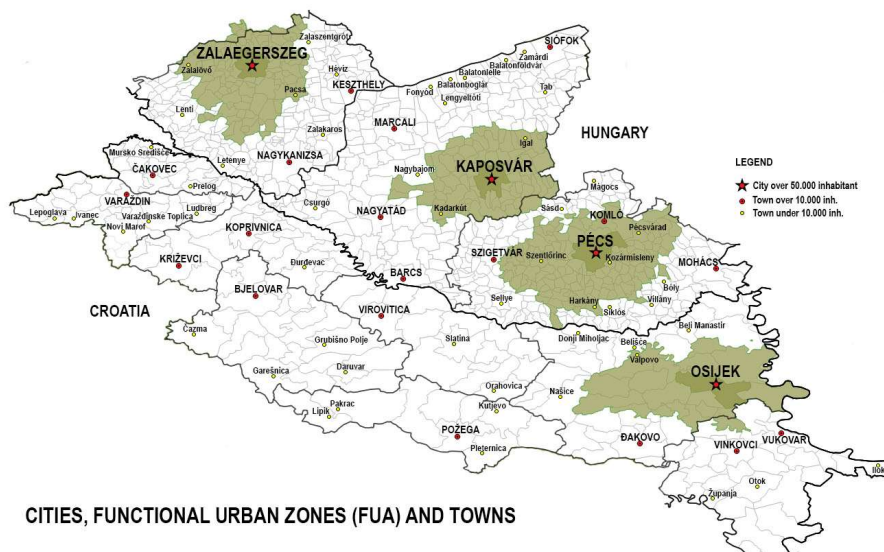 Zalaszentgrót
ZALAEGERSZEG
SIÓFOK
Zamárdi
Balatonföldvár
Zalalövő
Hévíz
Balatonlelle
Balatonboglár
Pacsa
KESZTHELY
Fonyód
Tab
Lengyeltóti
Lenti
MARCALI
HUNGARY
Zalakaros
Igal
Mursko Središće
NAGYKANIZSA
Letenye
KAPOSVÁR
LEGEND
City over 50.000 inhabitant
Town over 10.000 inh.
Town under 10.000 inh.
ČAKOVEC
Nagybajom
Mágocs
Prelog
VARAŽDIN
Csurgó
Kadarkút
Sásd
KOMLÓ
Lepoglava
Ivanec
Varaždinske Toplice
Ludbreg
NAGYATÁD
Pécsvárad
Novi Marof
KOPRIVNICA
PÉCS
SZIGETVÁR
Szentlőrinc
Kozármisleny
MOHÁCS
KRIŽEVCI
Đurđevac
BARCS
BJELOVAR
Bóly
Sellye
Harkány
Siklós
Villány
CROATIA
VIROVITICA
Čazma
Grubišno Polje
Slatina
Donji Miholjac
Belišće
Beli Manastir
Valpovo
Garešnica
Daruvar
OSIJEK
Orahovica
Našice
Lipik
Pakrac
Kutjevo
POŽEGA
ĐAKOVO
VUKOVAR
VINKOVCI
Pleternica
Ilok
Otok
Županja
CITIES, FUNCTIONAL URBAN ZONES (FUA) AND TOWNS